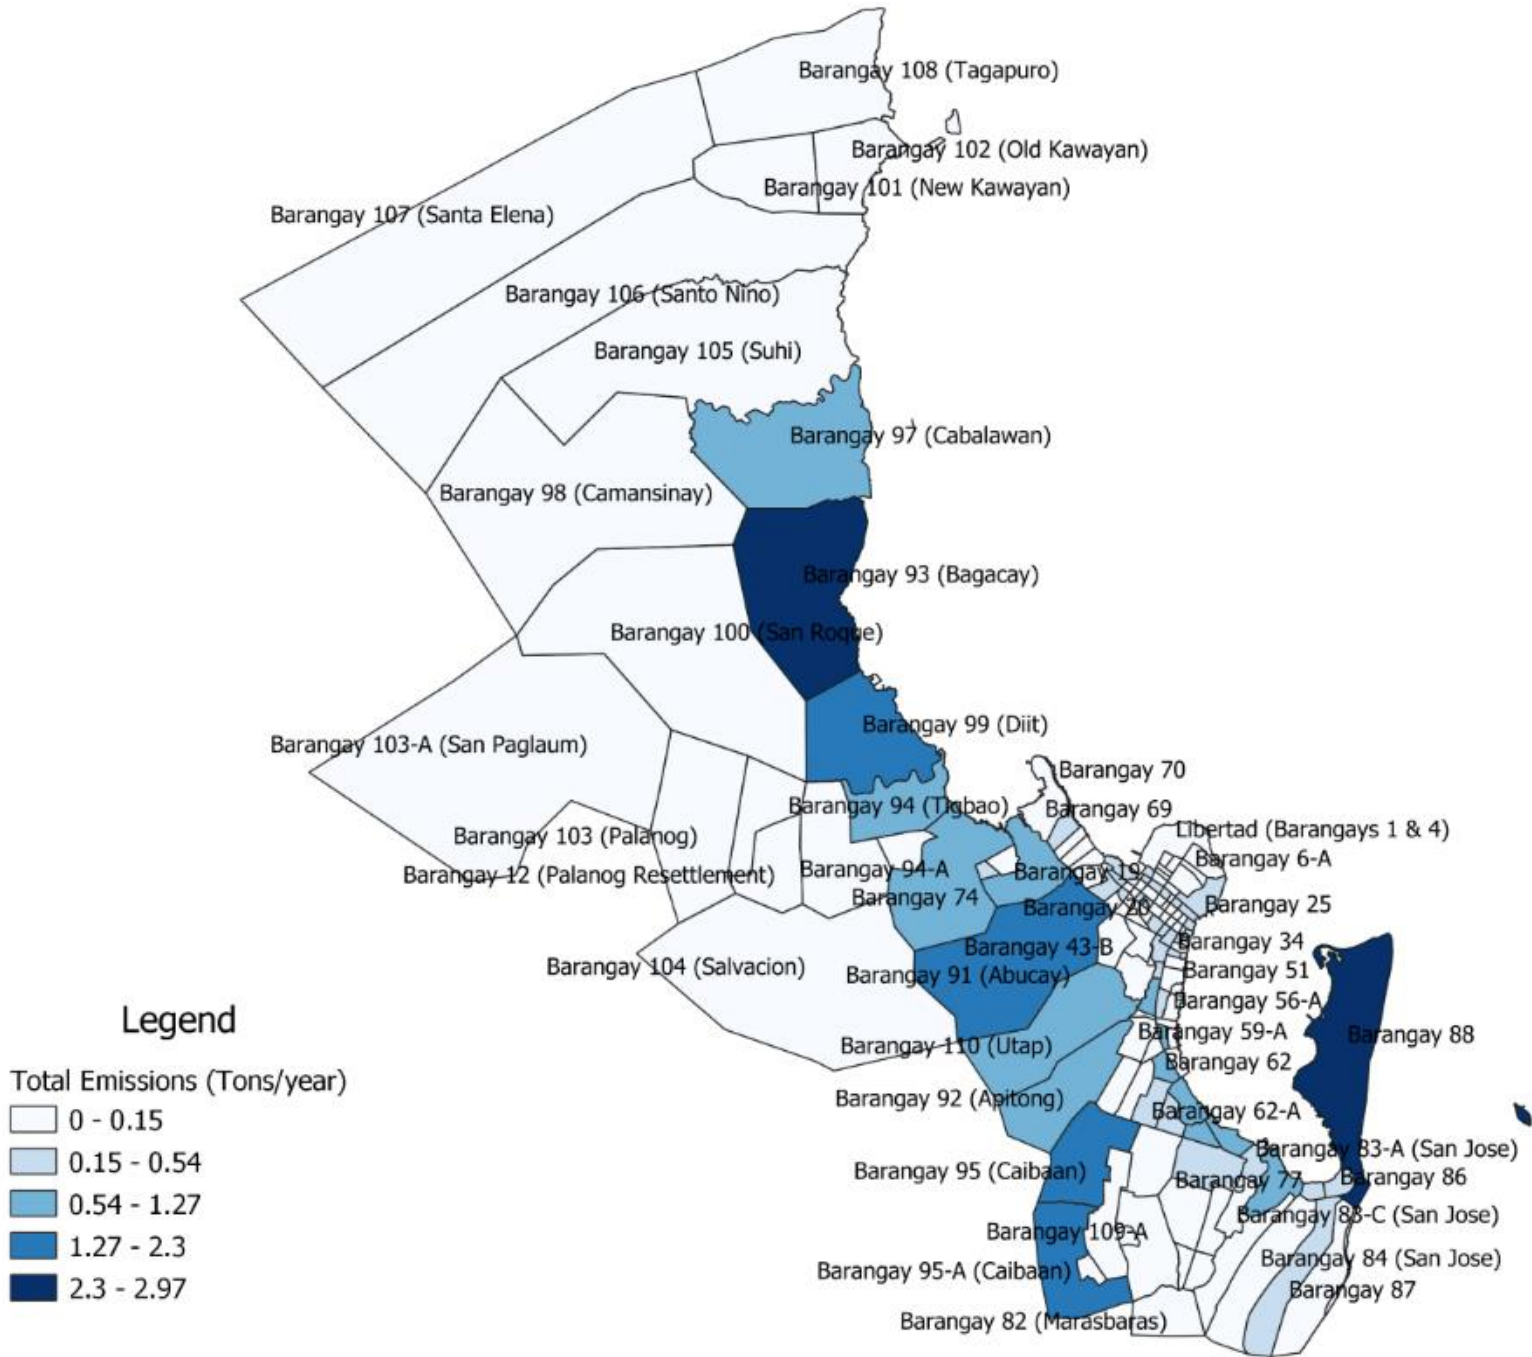 Barangay 108 (Tagapuro)
Barangay 102 (Old Kawayan)
Barangay 101 (New Kawayan)
Barangay 107 (Santa Elena)
Barangay 106 (Santo Nino)
Barangay 105 (Suhi)
Barangay 97 (Cabalawan)
Barangay 98 (Camansinay)
Barangay 93 (Bagacay)
Barangay 100 (San Roque)
Barangay 99 (Diit)
Barangay 103-A (San Paglaum)
Barangay 70
Barangay 94 (Tigbao)
Barangay 69
Libertad (Barangays 1 & 4)
Barangay 103 (Palanog)
Barangay 6-A
Barangay 12 (Palanog Resettlement)
Barangay 94-A
Barangay 19
Barangay 74
Barangay 20
Barangay 25
Barangay 43-B
Barangay 34
Barangay 104 (Salvacion)
Barangay 91 (Abucay)
Barangay 51
Barangay 56-A
Barangay 59-A
Barangay 88
Barangay 110 (Utap)
Barangay 62
Barangay 92 (Apitong)
Barangay 62-A
Barangay 83-A (San Jose)
Barangay 95 (Caibaan)
Barangay 77
Barangay 86
Barangay 83-C (San Jose)
Barangay 109-A
Barangay 84 (San Jose)
Barangay 95-A (Caibaan)
Barangay 87
Barangay 82 (Marasbaras)
Legend
Total Emissions (Tons/year)
0 - 0.15
0.15 - 0.54
0.54 - 1.27
1.27 - 2.3
2.3 - 2.97